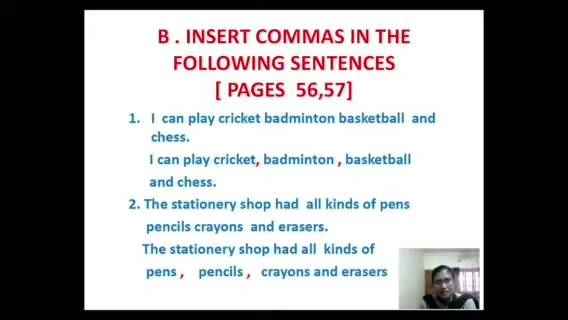 B . INSERT COMMAS IN THE
FOLLOWING SENTENCES
[ PAGES 56,57]
1. I can play cricket badminton basketball and
chess.
I can play cricket, badminton , basketball
and chess.
2. The stationery shop had all kinds of pens
pencils crayons and erasers.
The stationery shop had all kinds of
pens , pencils , crayons and erasers